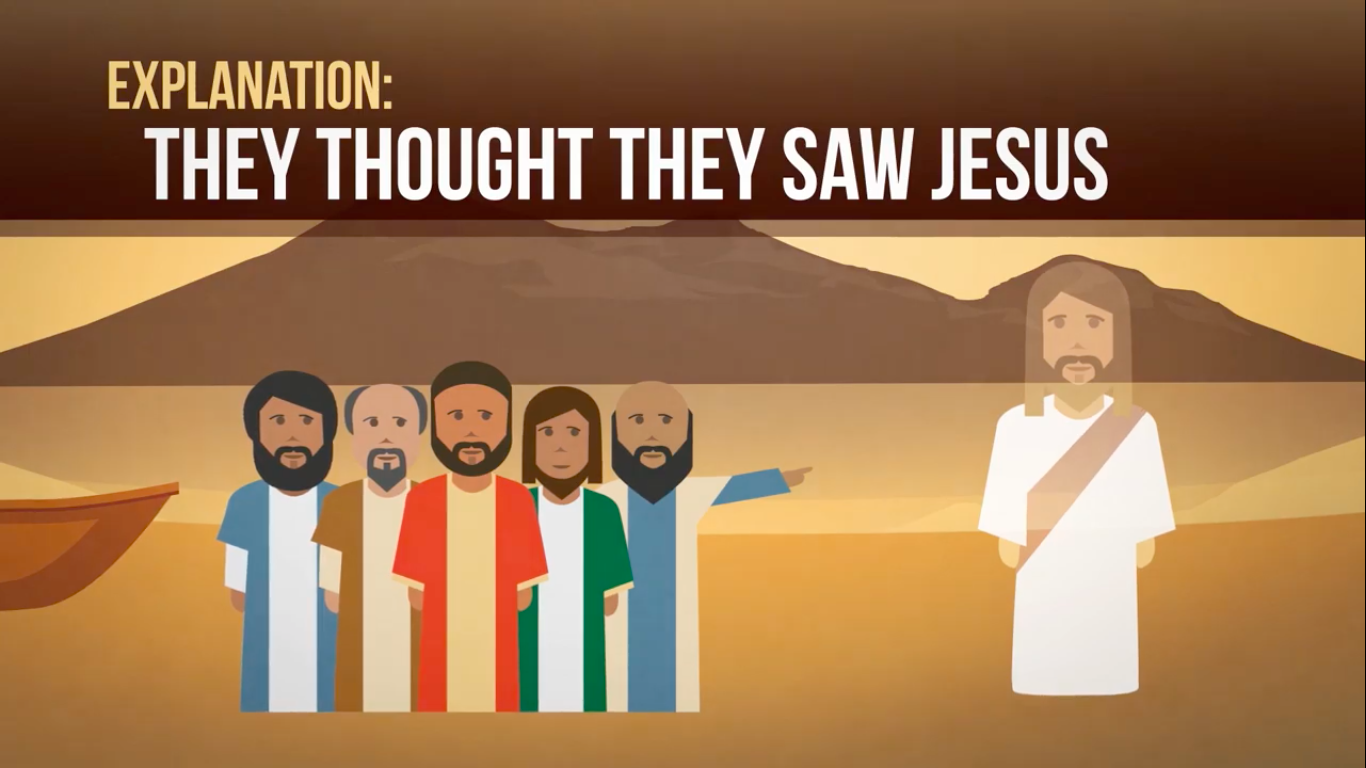 EXPLANATION:
THEY THOUGHT THEY SAW JESUS